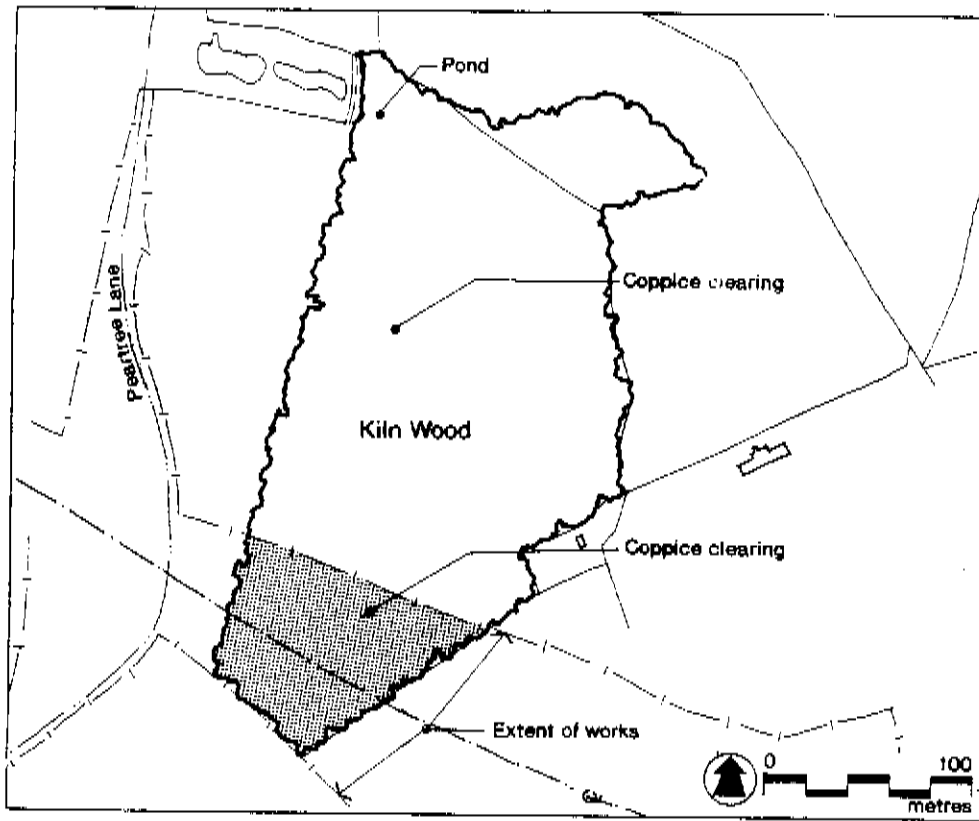 Pond
Coppice clearing
Peartree Lane
Kiln Wood
Coppice clearing
Extent of works
0 100
metres